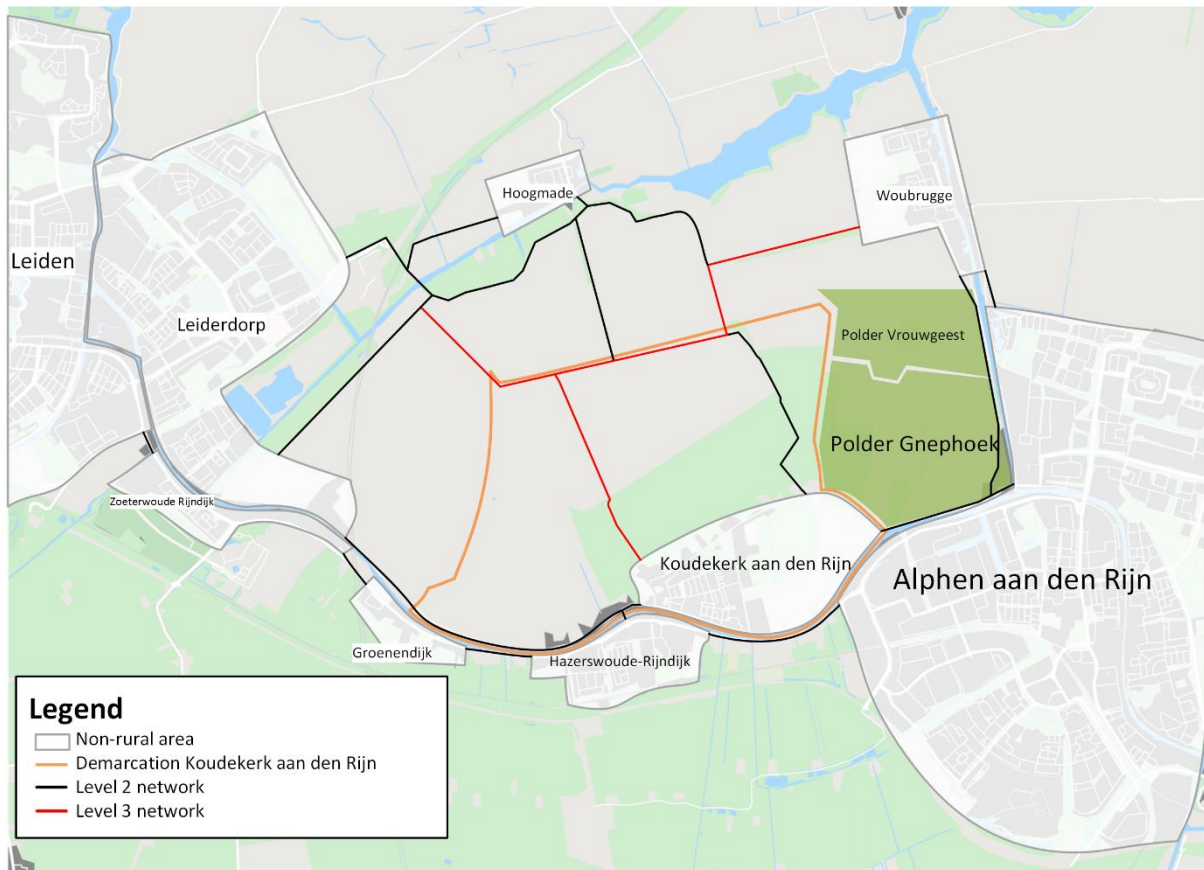 Hoogmade
Woubrugge
Leiden
Leiderdorp
Polder Vrouwgeest
Polder Gnephoek
Zoeterwoude Rijndijk
Koudekerk aan den Rijn
Alphen aan den Rijn
Groenendijk
Hazerswoude-Rijndijk
Legend
Non-rural area
Demarcation Koudekerk aan den Rijn
Level 2 network
Level 3 network